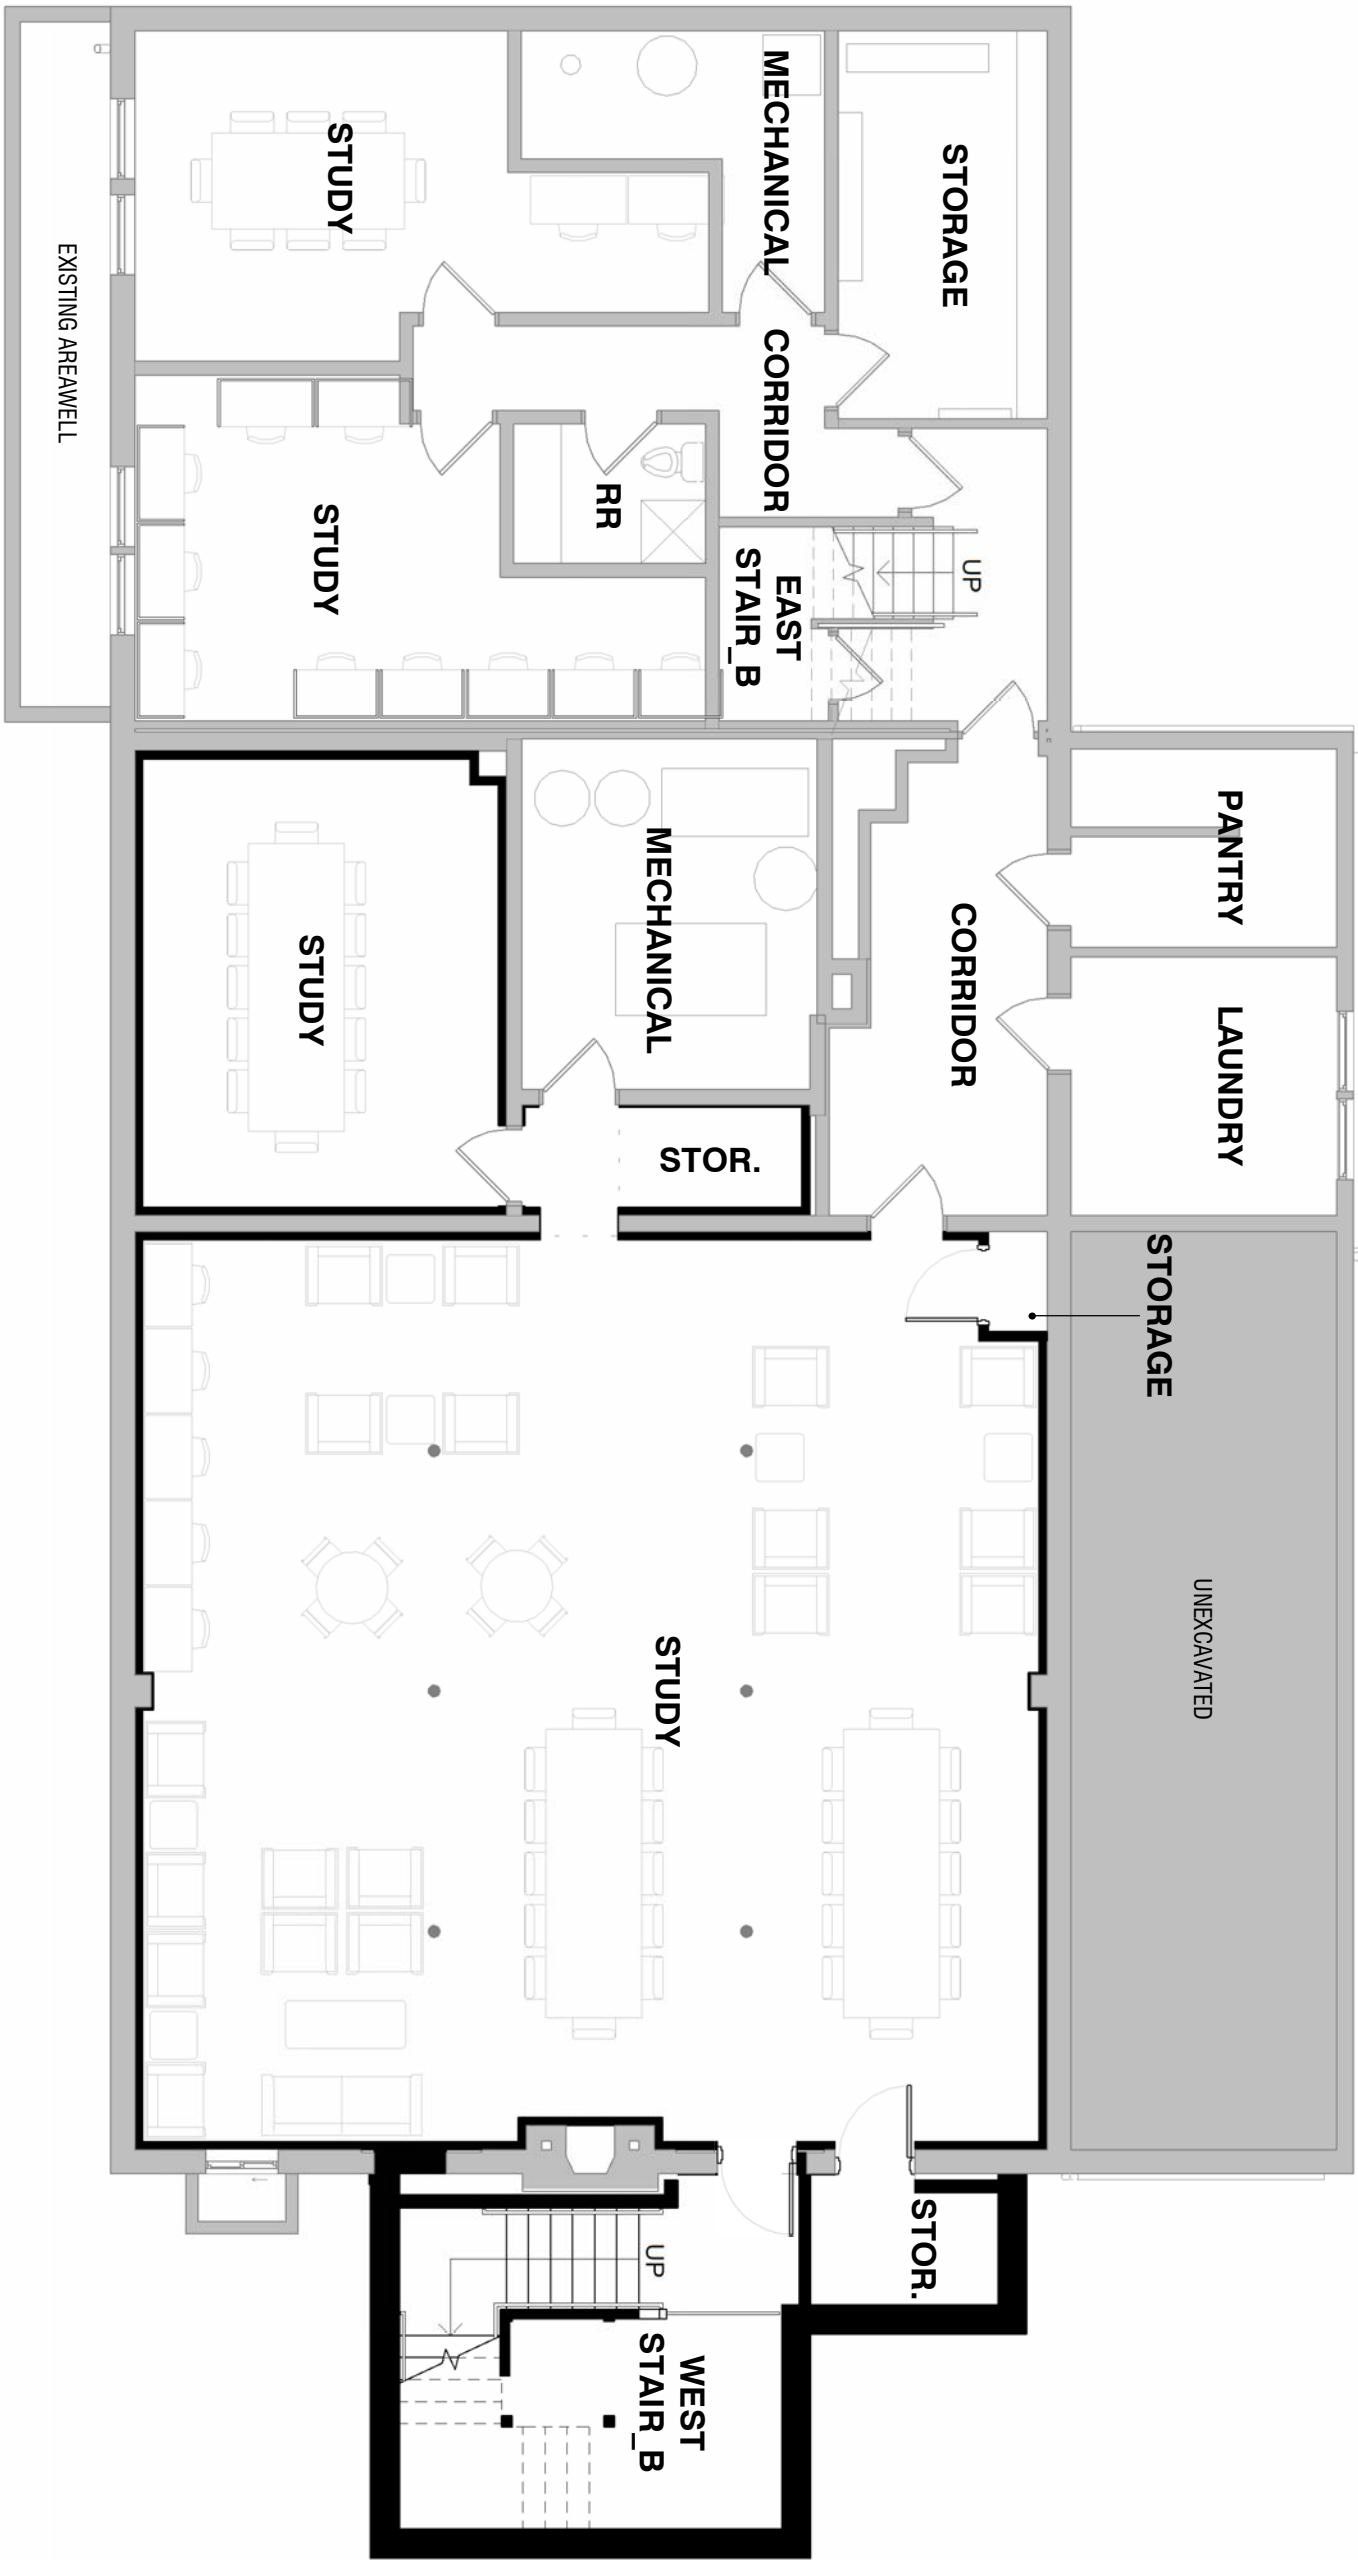 MECHANICAL
STUDY
STORAGE
EXISTING AREAWELL
CORRIDOR
RR
STUDY
EAST
STAIR_B
UP
PANTRY
MECHANICAL
STUDY
CORRIDOR
LAUNDRY
STOR.
STORAGE
UNEXCAVATED
STUDY
STOR.
UP
WEST
STAIR_B